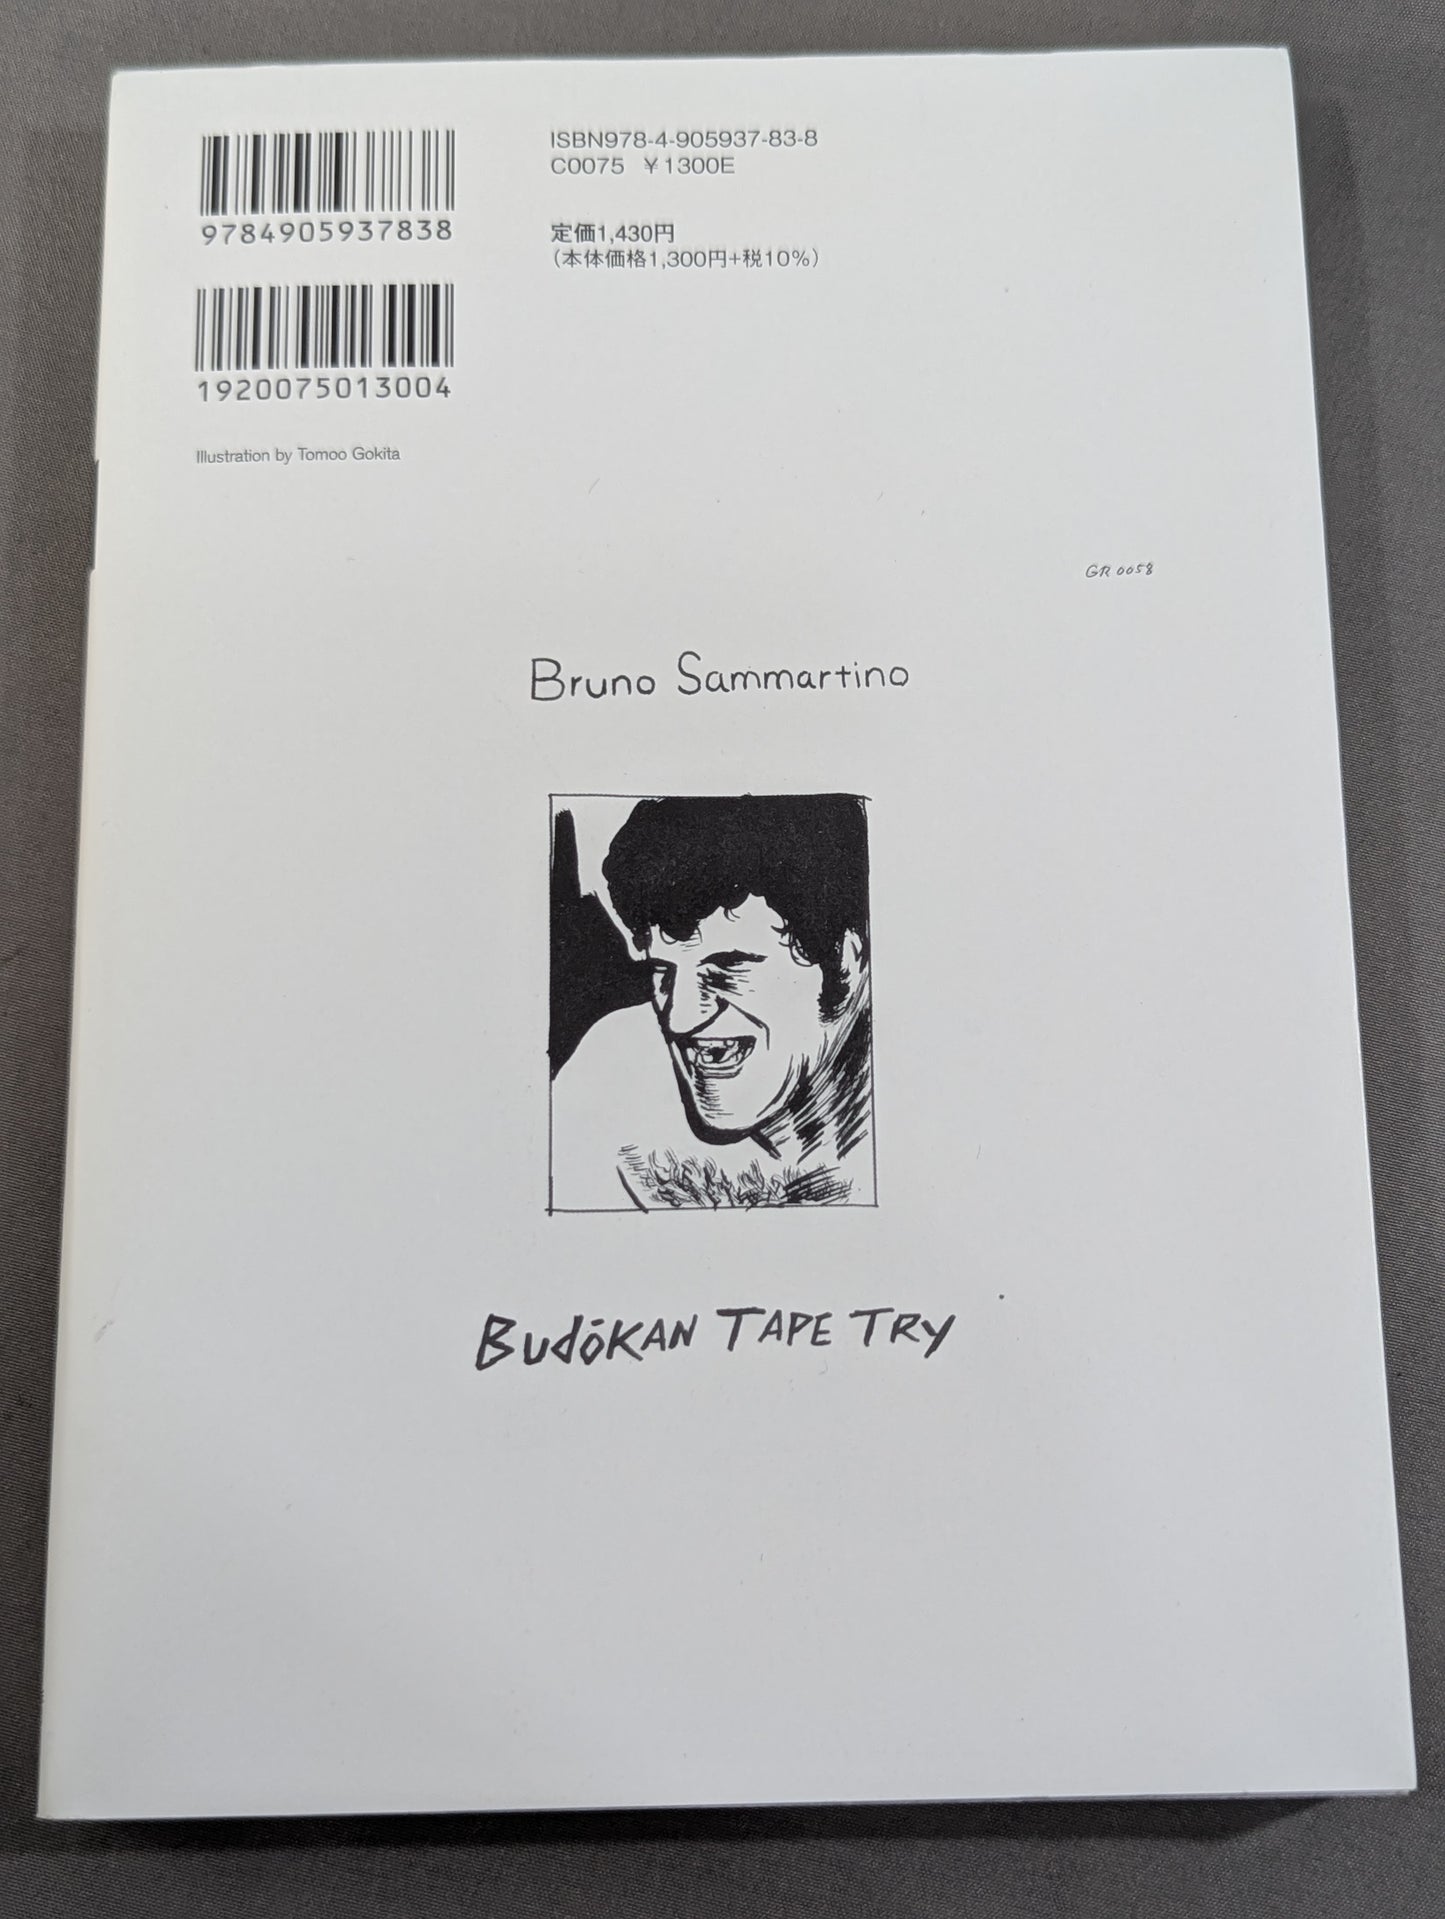 9784905937838
ISBN978-4-905937-83-8
C0075 ¥1300E
定価1,430円
(本体価格1,300円+税10%)
1920075013004
Illustration by Tomoo Gokita
GR 0058
Bruno Sammartino
BudōKAN TAPE TRY